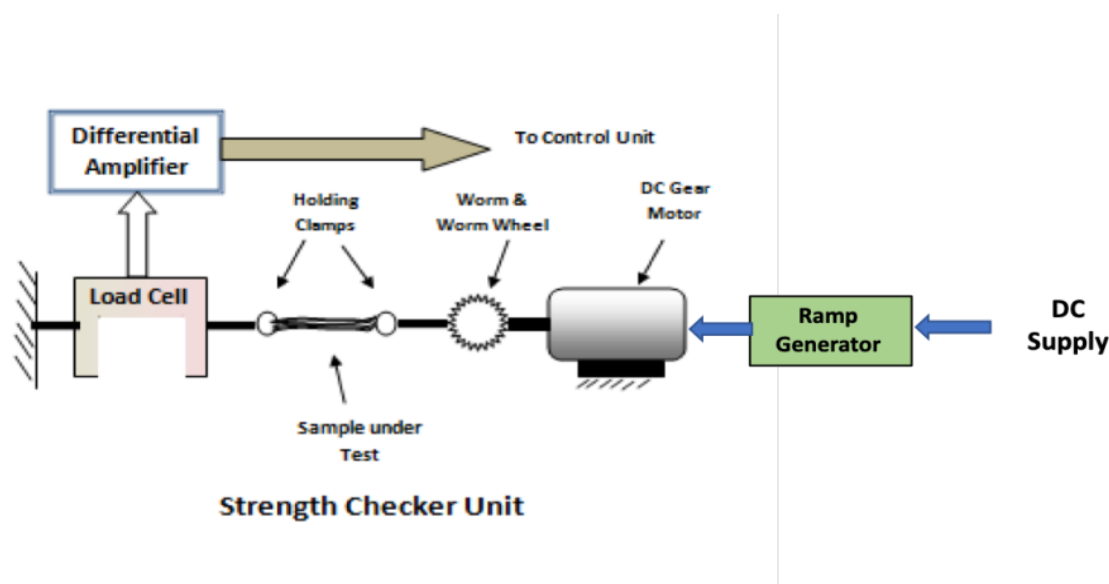 Differential
Amplifier
To Control Unit
Holding
Clamps
Worm &
Worm Wheel
DC Gear
Motor
Load Cell
Ramp
Generator
DC
Supply
Sample under
Test
Strength Checker Unit